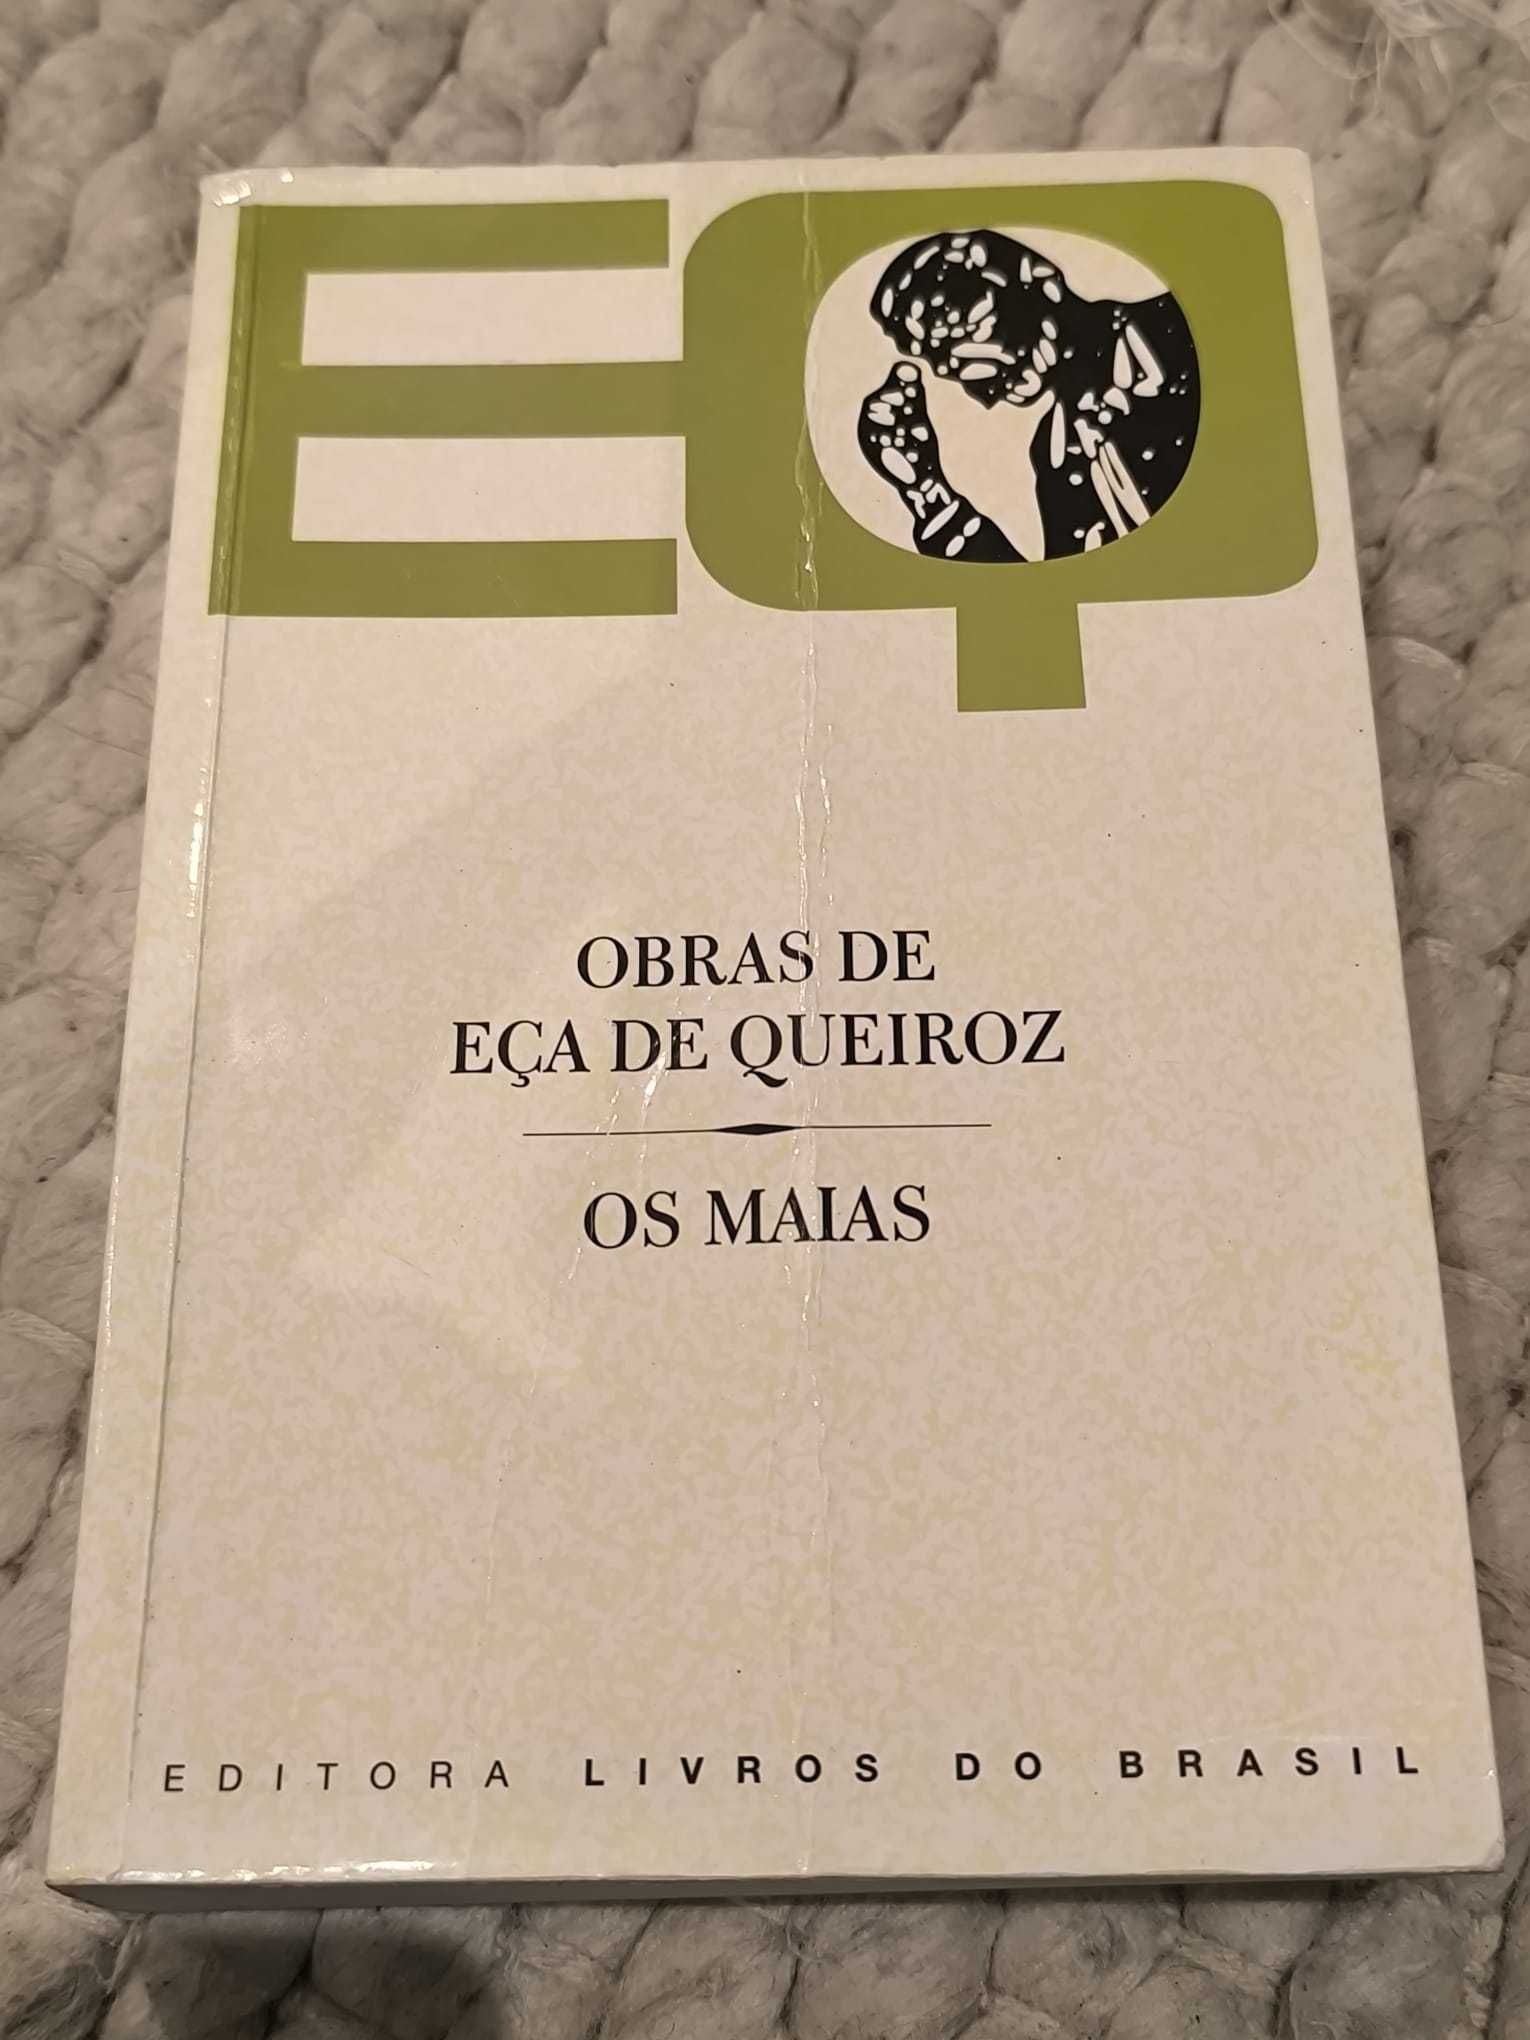 EQ
OBRAS DE
EÇA DE QUEIROZ
OS MAIAS
EDITORA LIVROS DO BRASIL